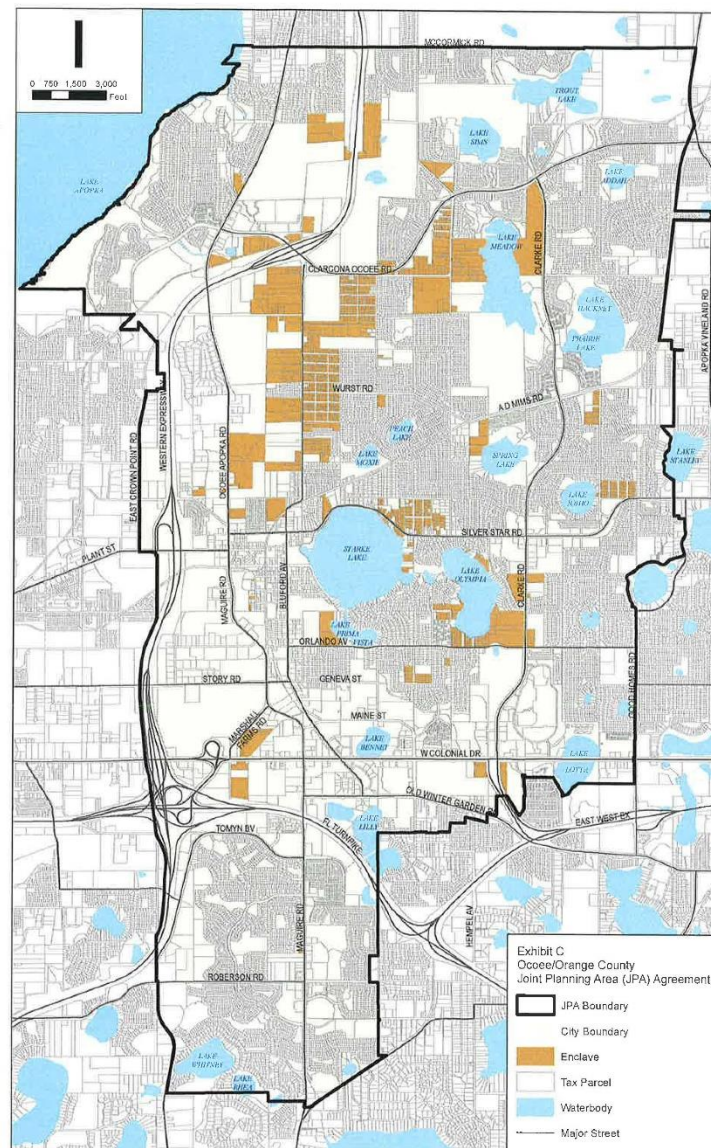 MCCORMICK RD
0 750 1,500 3,000
Feet
TROUT
LAKE
LAKE
SIMS
LAKE
ADDAH
LAKE
APOPKA
LAKE
MEADOW
CLARKE RD
CLARCONA OCOEE RD
LAKE
HACKNEY
APOPKA VINELAND RD
PRAIRIE
LAKE
WESTERN EXPRESSWAY
WURST RD
A D MIMS RD
EAST CROWN POINT RD
OCOEE APOPKA RD
PEACH
LAKE
LAKE
MOXIE
SPRING
LAKE
LAKE
STANLEY
LAKE
SILVER STAR RD
PLANT ST
STARKE
LAKE
BLUFORD AV
LAKE
OLYMPIA
CLARKE RD
MAGUIRE RD
LAKE
PRIMA
VISTA
ORLANDO AV
GOOD HOMES RD
STORY RD
GENEVA ST
MAINE ST
MARSHALL
FARMS RD
LAKE
BENNET
W COLONIAL DR
LAKE
LOTTA
OLD WINTER GARDEN
LAKE
LILLY
EAST WEST EX
TOMYN BV
FL TURNPIKE
MAGUIRE RD
HEMPEL AV
ROBERSON RD
LAKE
WHITNEY
LAKE
RHEA
Exhibit C
Ocoee/Orange County
Joint Planning Area (JPA) Agreement
JPA Boundary
City Boundary
Enclave
Tax Parcel
Waterbody
Major Street